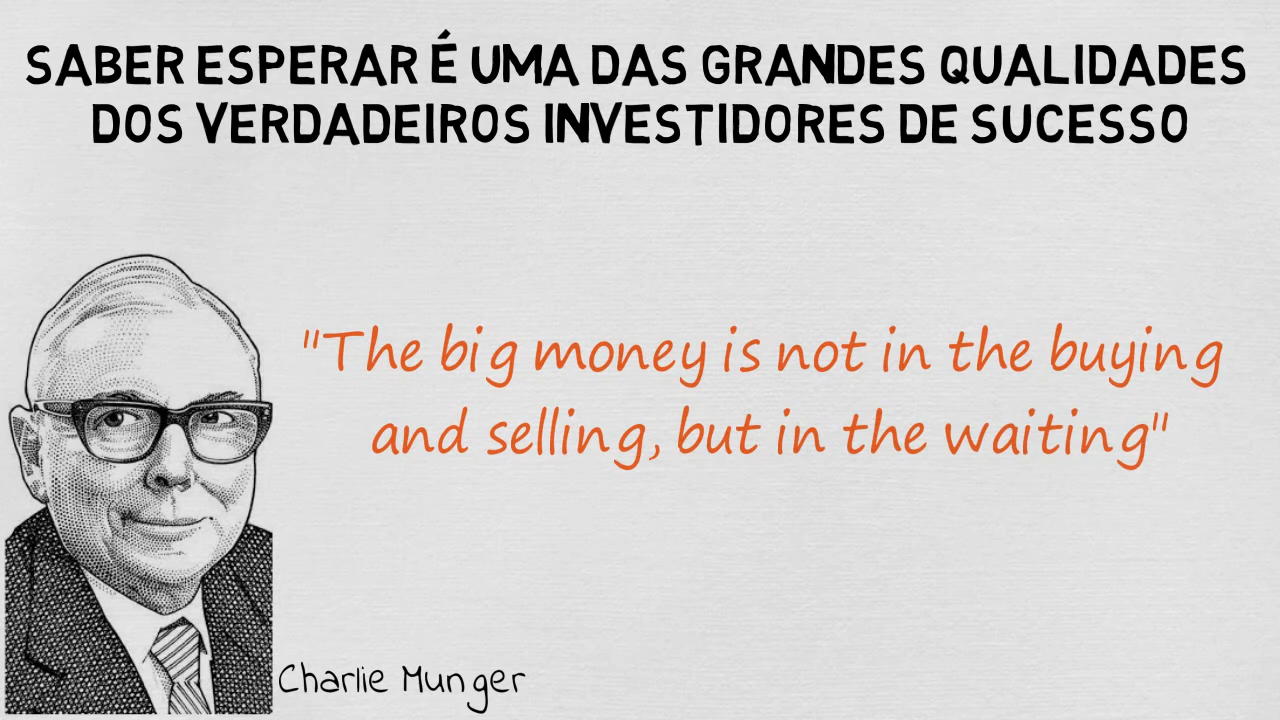 SABER ESPERAR É UMA DAS GRANDES QUALIDADES
DOS VERDADEIROS INVESTIDORES DE SUCESSO
"The big money is not in the buying
and selling, but in the waiting"
Charlie Munger